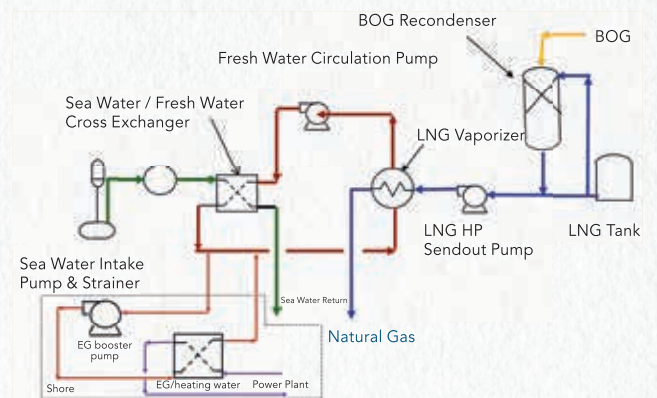 BOG Recondenser
BOG
Fresh Water Circulation Pump
Sea Water / Fresh Water
Cross Exchanger
LNG Vaporizer
LNG HP
Sendout Pump
LNG Tank
Sea Water Intake
Pump & Strainer
Sea Water Return
Natural Gas
EG booster
pump
Shore
EG/heating water
Power Plant